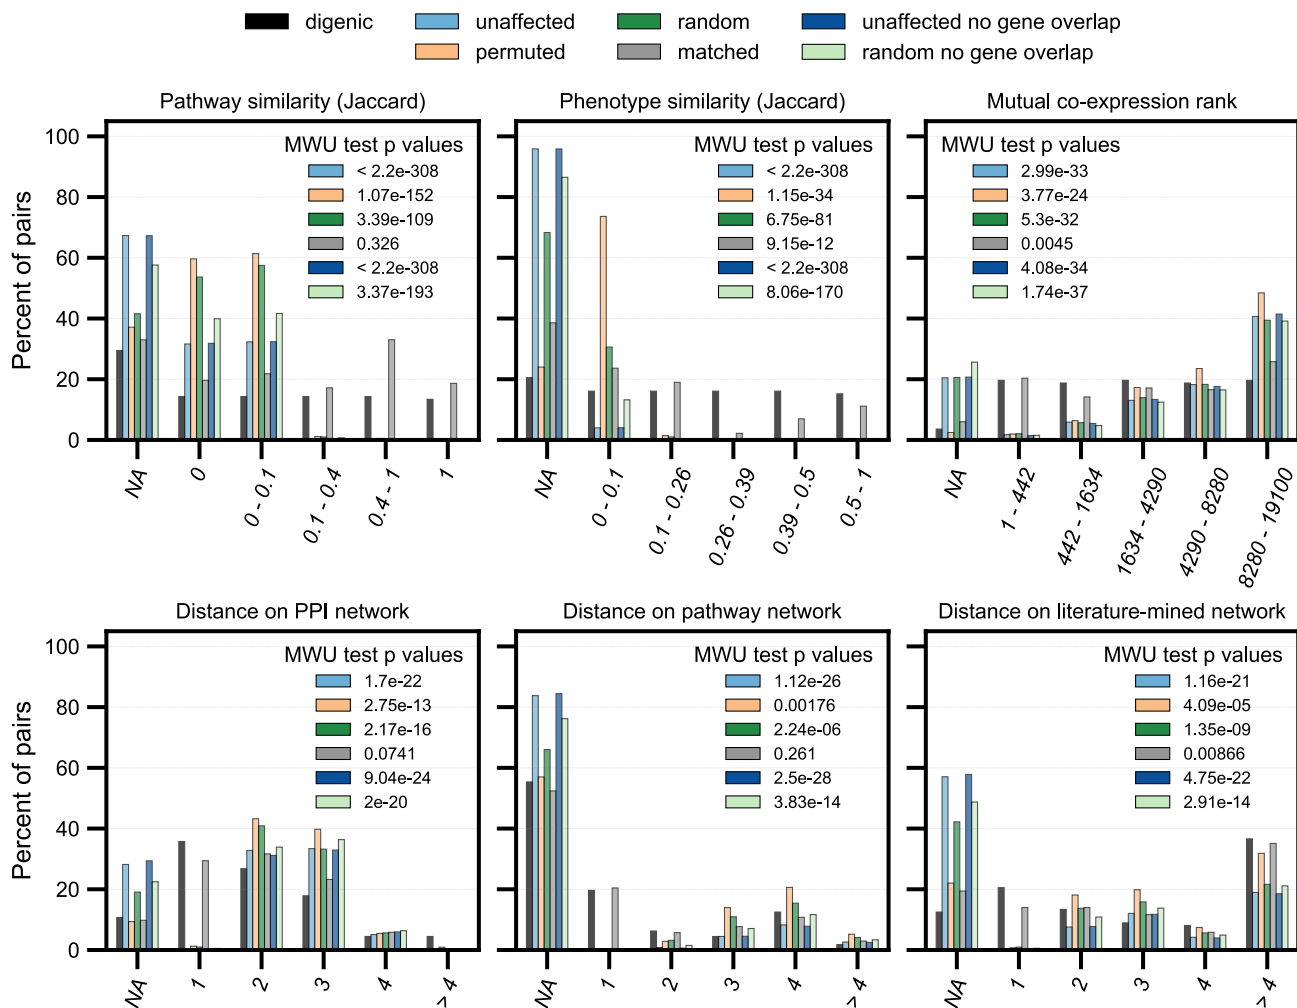 digenic
unaffected
random
unaffected no gene overlap
permuted
matched
random no gene overlap
Pathway similarity (Jaccard)
Phenotype similarity (Jaccard)
Mutual co-expression rank
Percent of pairs
100
80
60
40
20
0
MWU test p values
< 2.2e-308
1.07e-152
3.39e-109
0.326
< 2.2e-308
3.37e-193
NA
0
0 - 0.1
0.1 - 0.4
0.4 - 1
1
MWU test p values
< 2.2e-308
1.15e-34
6.75e-81
9.15e-12
< 2.2e-308
8.06e-170
NA
0 - 0.1
0.1 - 0.26
0.26 - 0.39
0.39 - 0.5
0.5 - 1
MWU test p values
2.99e-33
3.77e-24
5.3e-32
0.0045
4.08e-34
1.74e-37
NA
1 - 442
442 - 1634
1634 - 4290
4290 - 8280
8280 - 19100
Distance on PPI network
Distance on pathway network
Distance on literature-mined network
Percent of pairs
100
80
60
40
20
0
MWU test p values
1.7e-22
2.75e-13
2.17e-16
0.0741
9.04e-24
2e-20
NA
1
2
3
4
> 4
MWU test p values
1.12e-26
0.00176
2.24e-06
0.261
2.5e-28
3.83e-14
NA
1
2
3
4
> 4
MWU test p values
1.16e-21
4.09e-05
1.35e-09
0.00866
4.75e-22
2.91e-14
NA
1
2
3
4
> 4